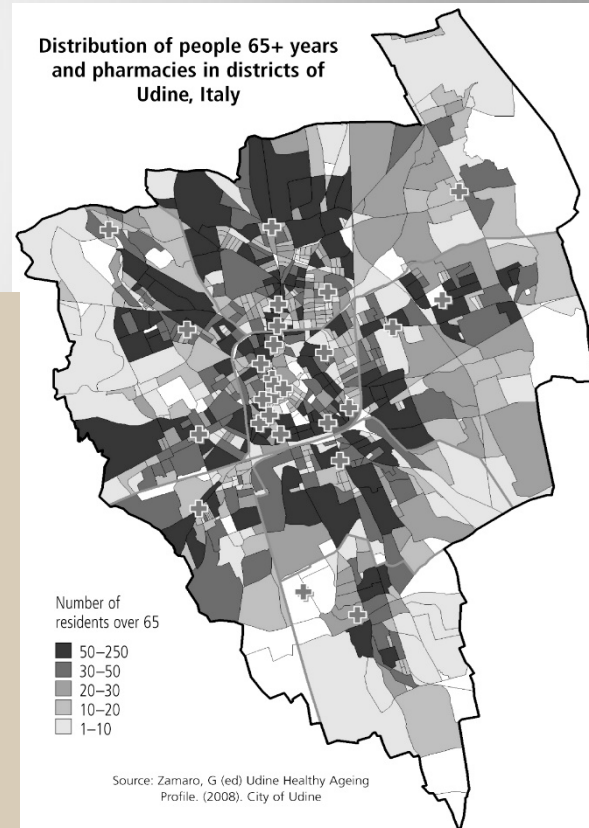 Distribution of people 65+ years
and pharmacies in districts of
Udine, Italy
Number of
residents over 65
50–250
30–50
20–30
10–20
1–10
Source: Zamaro, G (ed) Udine Healthy Ageing
Profile. (2008). City of Udine